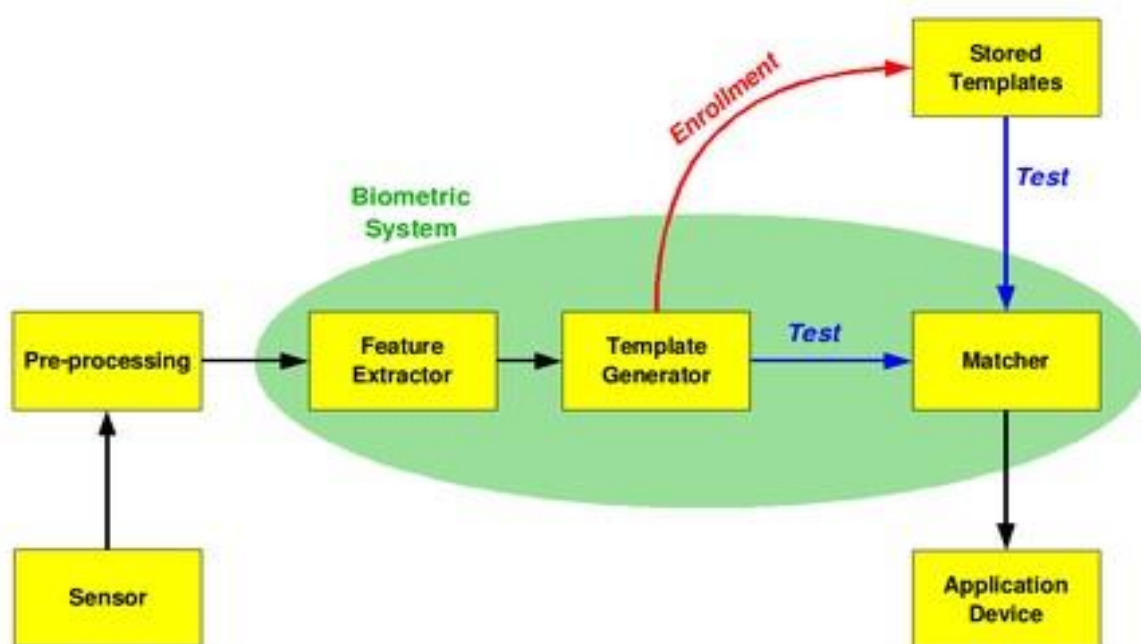 Stored
Templates
Enrollment
Test
Biometric
System
Pre-processing
Feature
Extractor
Template
Generator
Test
Matcher
Sensor
Application
Device